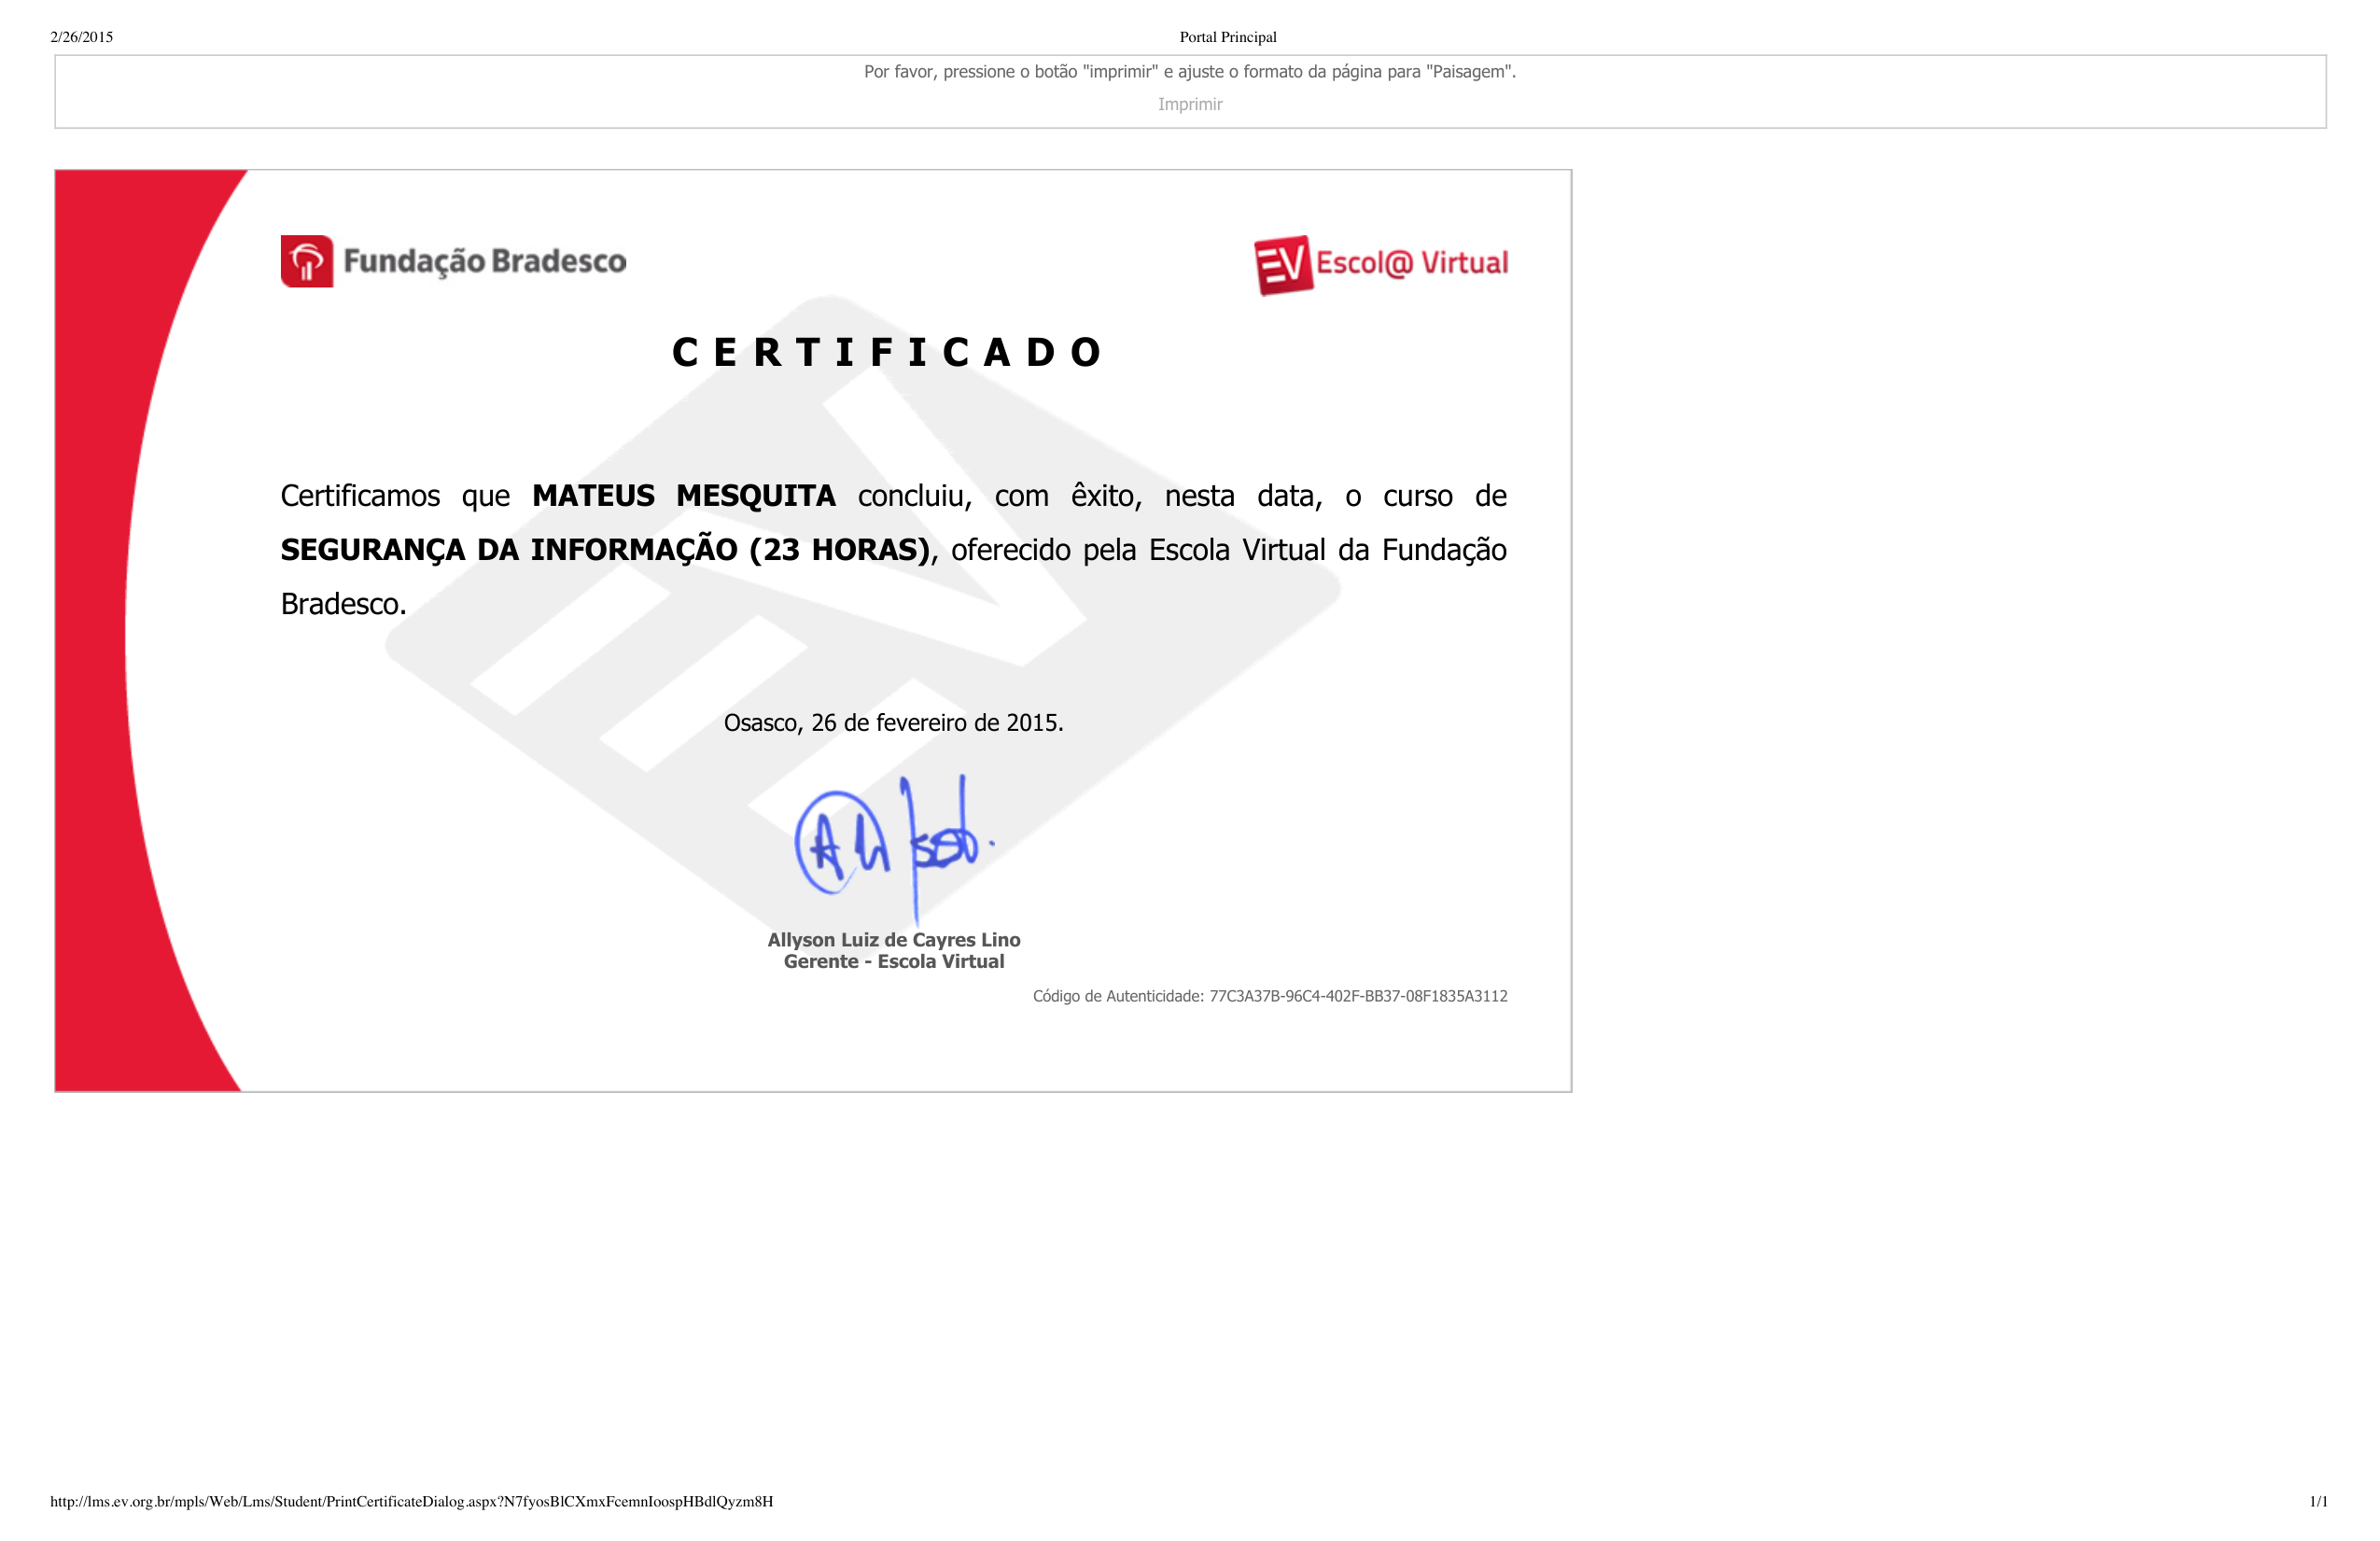 2/26/2015
Portal Principal
Por favor, pressione o botão "imprimir" e ajuste o formato da página para "Paisagem".
Imprimir
Fundação Bradesco
EV Escol@ Virtual
CERTIFICADO
Certificamos que MATEUS MESQUITA concluiu, com êxito, nesta data, o curso de
SEGURANÇA DA INFORMAÇÃO (23 HORAS), oferecido pela Escola Virtual da Fundação
Bradesco.
Osasco, 26 de fevereiro de 2015.
Allyson Luiz de Cayres Lino
Gerente - Escola Virtual
Código de Autenticidade: 77C3A37B-96C4-402F-BB37-08F1835A3112
http://lms.ev.org.br/mpls/Web/Lms/Student/PrintCertificateDialog.aspx?N7fyosBlCXmxFcemnIoospHBdlQyzm8H
1/1